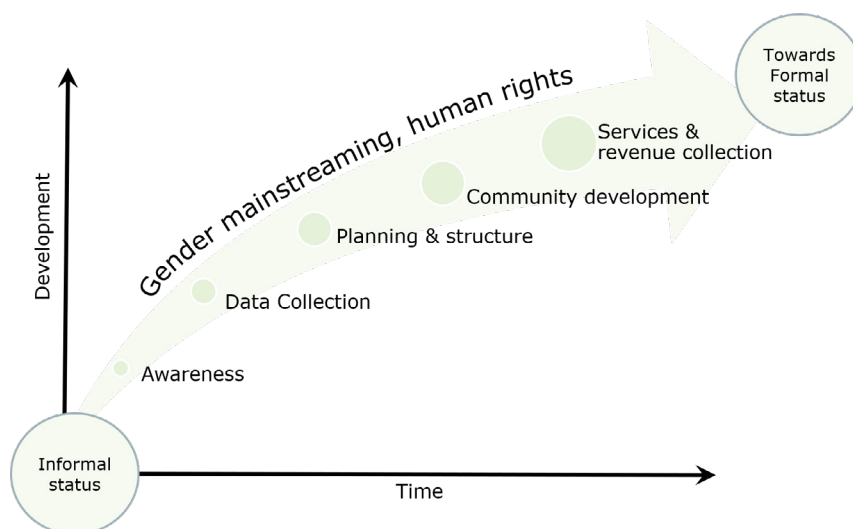 Towards
Formal
status
Gender mainstreaming, human rights
Services &
revenue collection
Community development
Planning & structure
Data Collection
Awareness
Development
Informal
status
Time